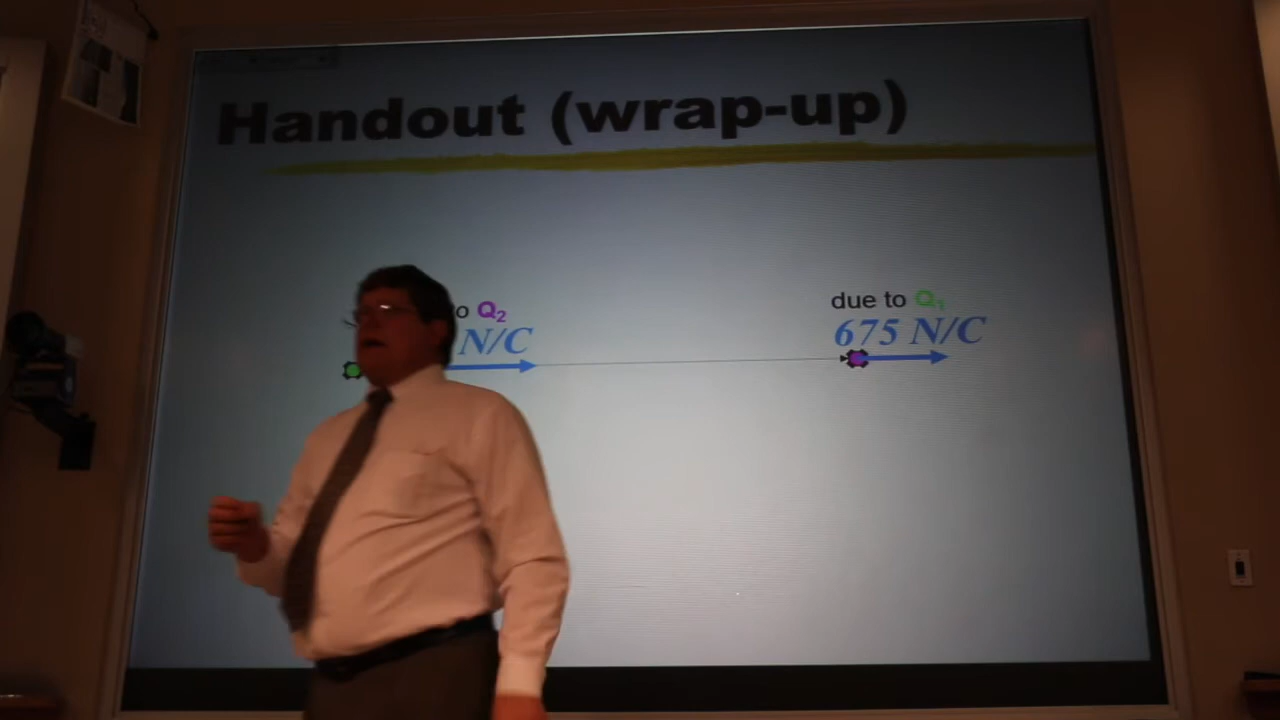 Handout (wrap-up)
o Q₂
N/C
due to Q₁
675 N/C